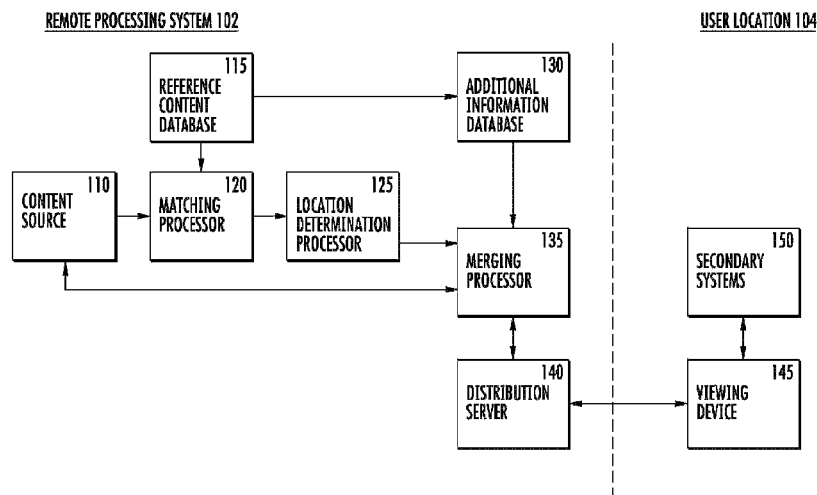 REMOTE PROCESSING SYSTEM 102
USER LOCATION 104
115
REFERENCE
CONTENT
DATABASE
130
ADDITIONAL
INFORMATION
DATABASE
110
CONTENT
SOURCE
120
MATCHING
PROCESSOR
125
LOCATION
DETERMINATION
PROCESSOR
135
MERGING
PROCESSOR
150
SECONDARY
SYSTEMS
140
DISTRIBUTION
SERVER
145
VIEWING
DEVICE